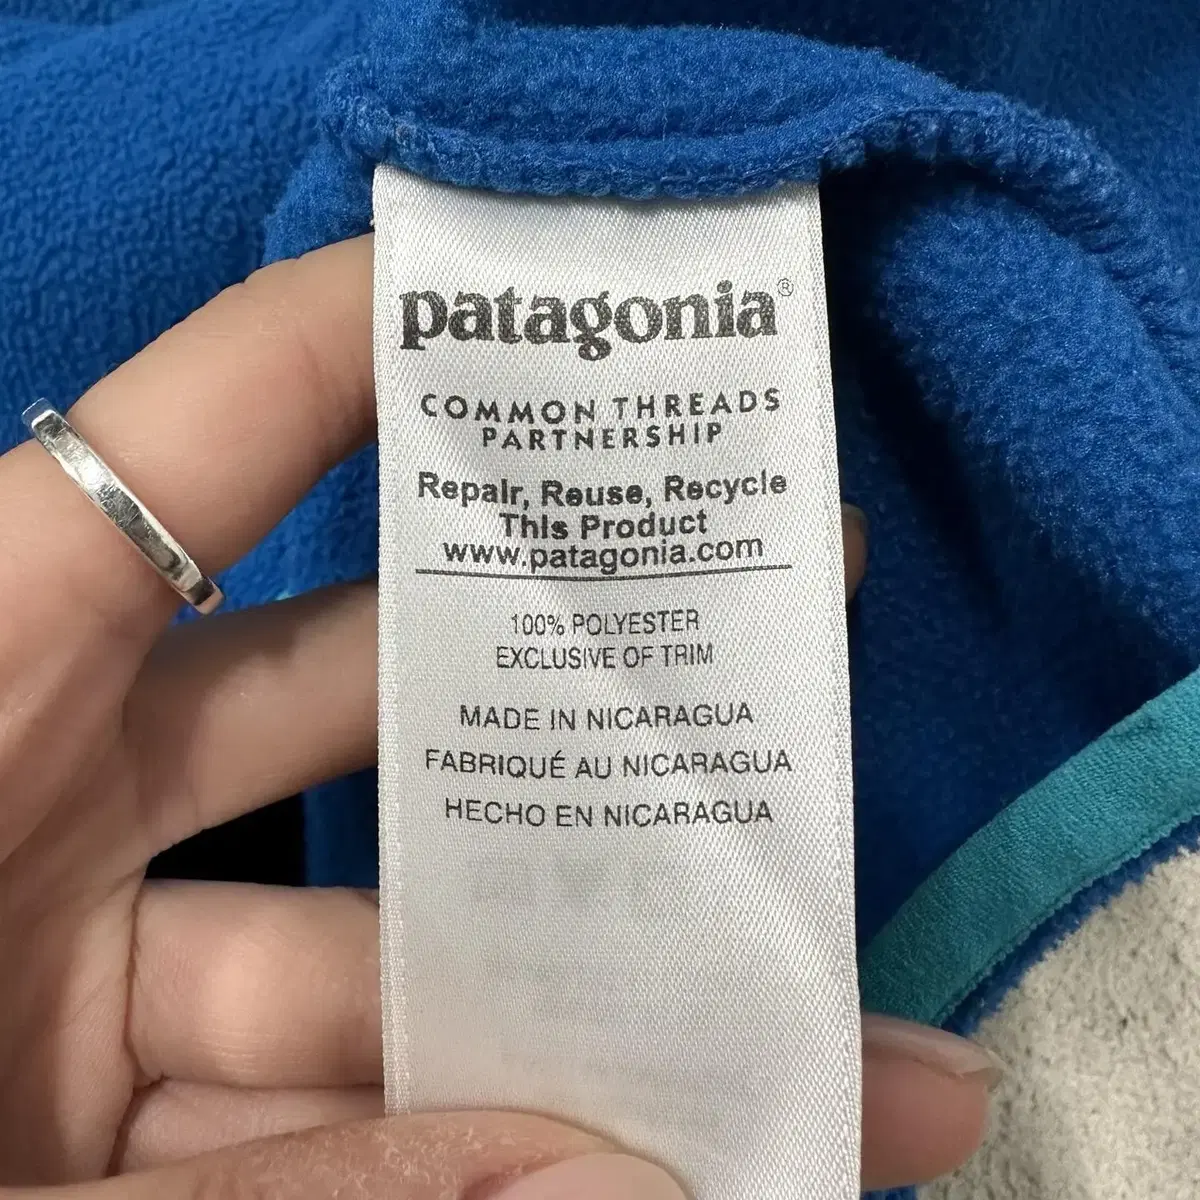 patagonia®
COMMON THREADS
PARTNERSHIP
Repair, Reuse, Recycle
This Product
www.patagonia.com
100% POLYESTER
EXCLUSIVE OF TRIM
MADE IN NICARAGUA
FABRIQUÉ AU NICARAGUA
HECHO EN NICARAGUA